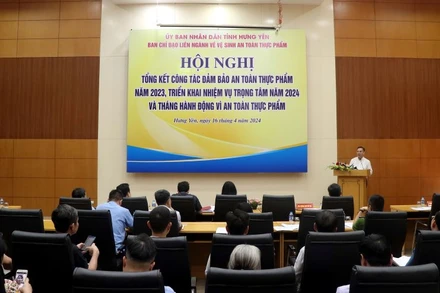 ỦY BAN NHÂN DÂN TỈNH HƯNG YÊN
BAN CHỈ ĐẠO LIÊN NGÀNH VỀ VỆ SINH AN TOÀN THỰC PHẨM
HỘI NGHỊ
TỔNG KẾT CÔNG TÁC ĐẢM BẢO AN TOÀN THỰC PHẨM
NĂM 2023, TRIỂN KHAI NHIỆM VỤ TRỌNG TÂM NĂM 2024
VÀ THÁNG HÀNH ĐỘNG VÌ AN TOÀN THỰC PHẨM
Hưng Yên, ngày 16 tháng 4 năm 2024